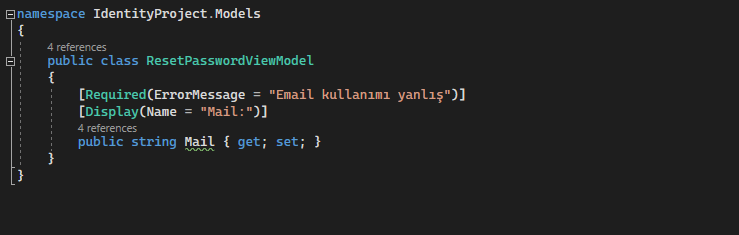 namespace IdentityProject.Models
{
4 references
public class ResetPasswordViewModel
{
[Required(ErrorMessage = "Email kullanımı yanlış")]
[Display(Name = "Mail:")]
4 references
public string Mail { get; set; }
}
}